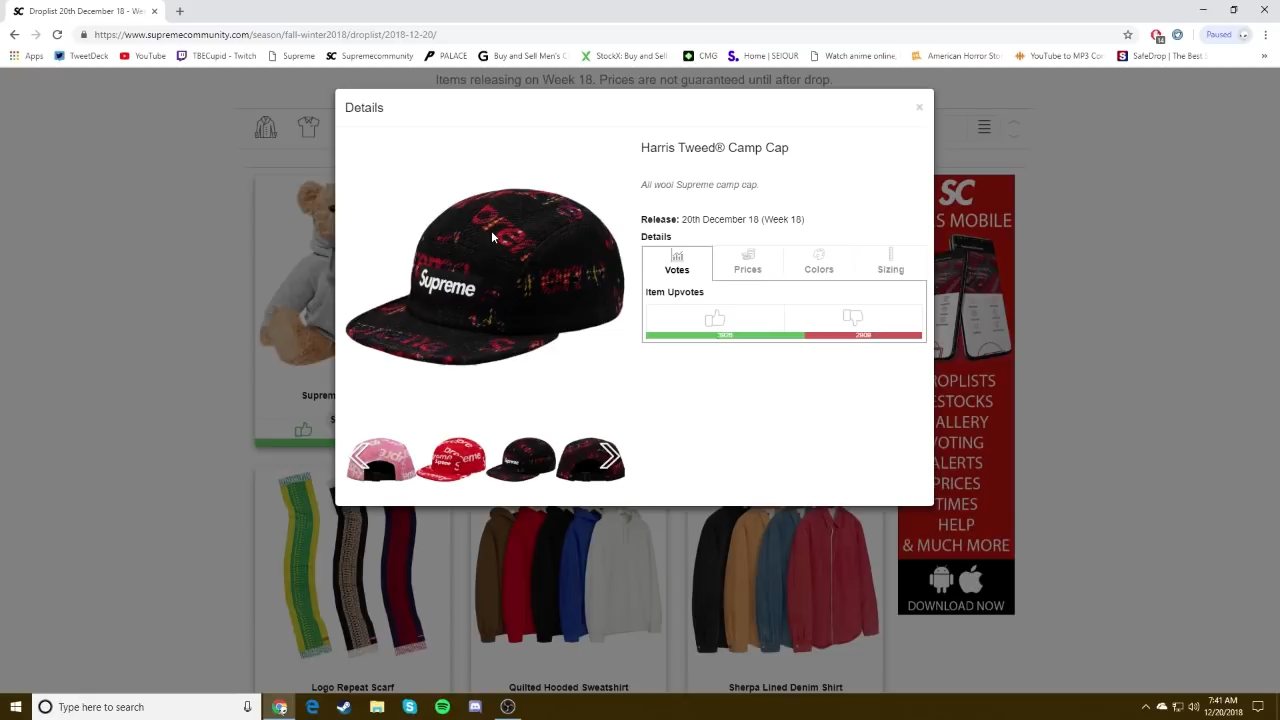 SC Droplist 20th December 18 - We
https://www.supremecommunity.com/season/fall-winter2018/droplist/2018-12-20/
Paused
Apps
TweetDeck
YouTube
TBECupid - Twitch
Supreme
Supremecommunity
PALACE
Buy and Sell Men's C
StockX: Buy and Sell
CMG
Home | SEIOUR
Watch anime online
American Horror Stor
YouTube to MP3 Con
SafeDrop | The Best
»
Items releasing on Week 18. Prices are not guaranteed until after drop.
Details
×
Harris Tweed® Camp Cap
All wool Supreme camp cap.
Release: 20th December 18 (Week 18)
Details
Votes
Prices
Colors
Sizing
Item Upvotes
Supreme
SC
S MOBILE
ROPLISTS
ESTOCKS
ALLERY
VOTING
ALERTS
PRICES
TIMES
HELP
& MUCH MORE
DOWNLOAD NOW
Suprem
Logo Repeat Scarf
Quilted Hooded Sweatshirt
Sherpa Lined Denim Shirt
Type here to search
7:41 AM
12/20/2018